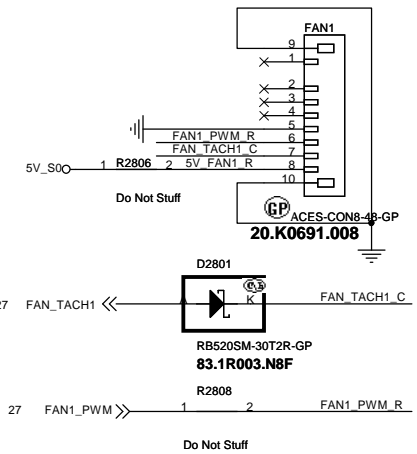 FAN1
9
1
2
3
4
5
FAN1_PWM_R 6
FAN_TACH1_C 7
5V_S0 1 R2806 2 5V_FAN1_R 8
10
Do Not Stuff
GP ACES-CON8-48-GP
20.K0691.008
D2801
27 FAN_TACH1 A K FAN_TACH1_C
RB520SM-30T2R-GP
83.1R003.N8F
R2808
27 FAN1_PWM 1 2 FAN1_PWM_R
Do Not Stuff